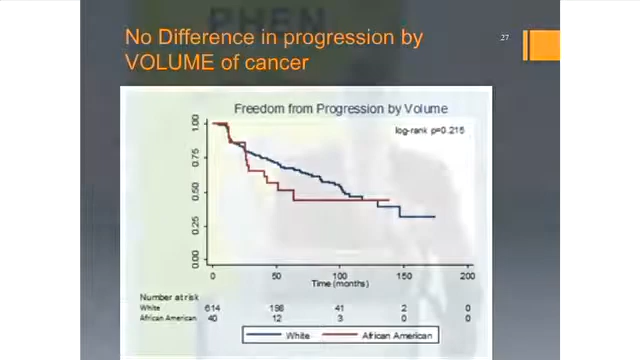 PHEN
No Difference in progression by
VOLUME of cancer
27
Freedom from Progression by Volume
log-rank p=0.215
1.00
0.75
0.50
0.25
0.00
0 50 100 150 200
Time (months)
Number at risk
White 614 198 41 2 0
African American 40 12 3 0 0
White African American